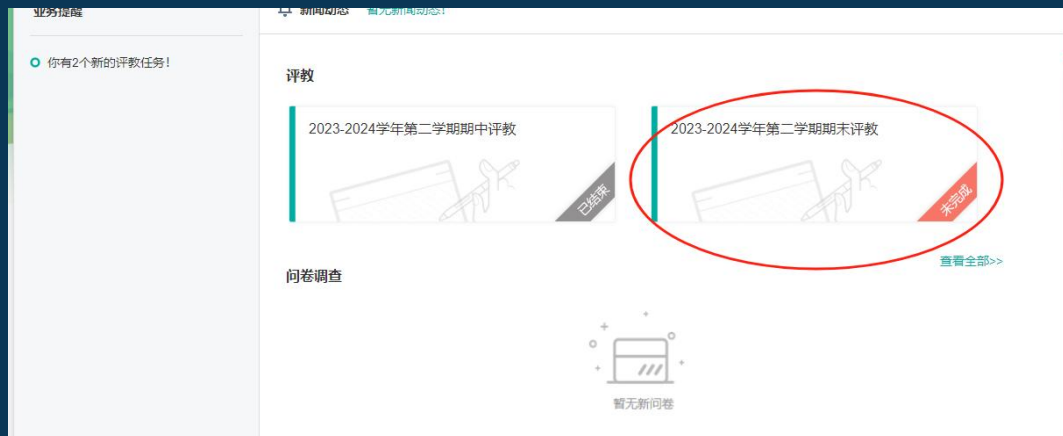 业务提醒
新闻动态 暂无新闻动态!
你有2个新的评教任务!
评教
2023-2024学年第二学期期中评教
已结束
2023-2024学年第二学期期末评教
未完成
查看全部>>
问卷调查
暂无新问卷